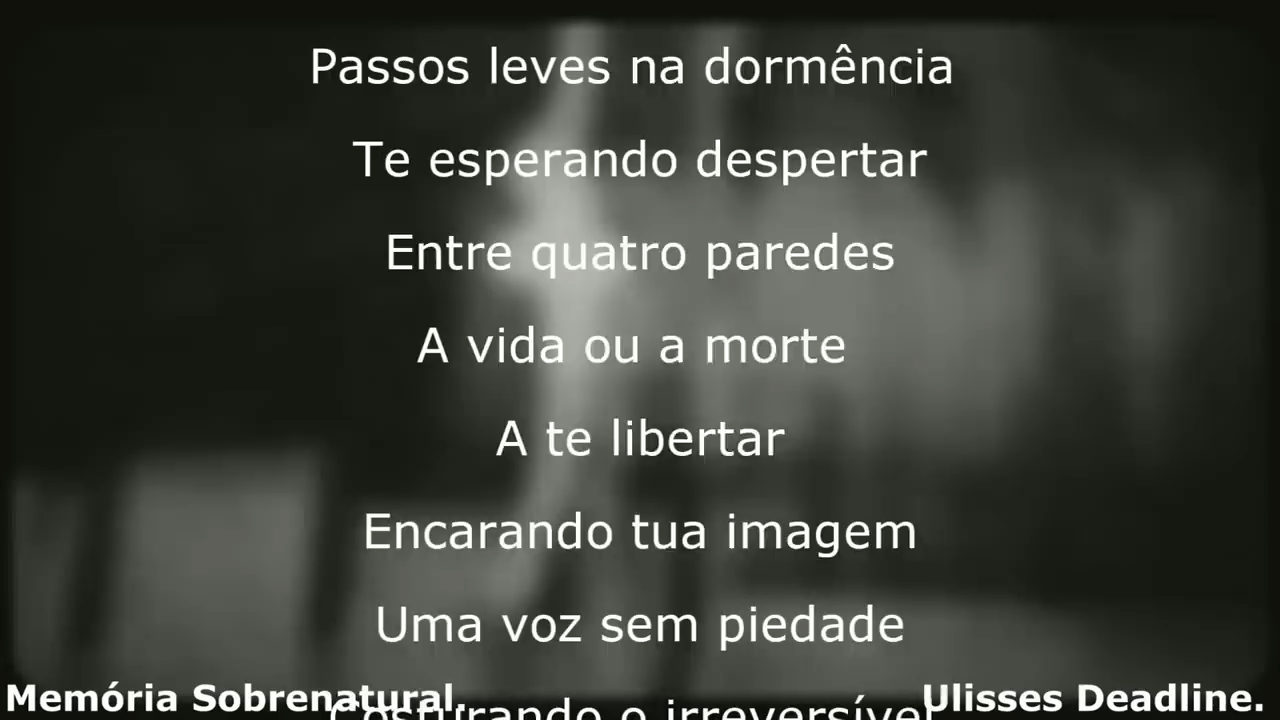 Passos leves na dormência
Te esperando despertar
Entre quatro paredes
A vida ou a morte
A te libertar
Encarando tua imagem
Uma voz sem piedade
Memória Sobrenatural.
Ulisses Deadline.
Costurando o irreversível